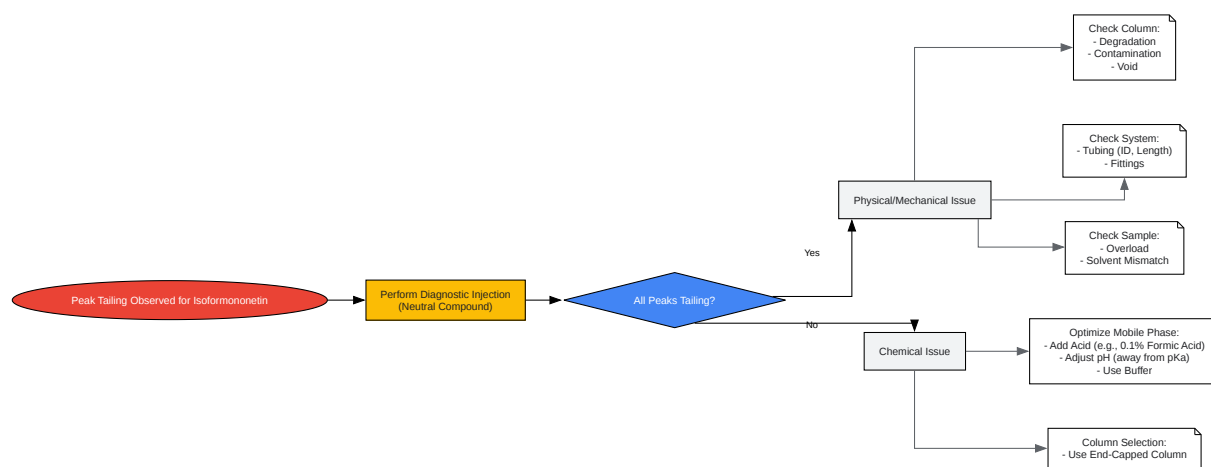 Peak Tailing Observed for Isoformononetin
Perform Diagnostic Injection
(Neutral Compound)
All Peaks Tailing?
Yes
No
Physical/Mechanical Issue
Check Column:
- Degradation
- Contamination
- Void
Check System:
- Tubing (ID, Length)
- Fittings
Check Sample:
- Overload
- Solvent Mismatch
Chemical Issue
Optimize Mobile Phase:
- Add Acid (e.g., 0.1% Formic Acid)
- Adjust pH (away from pKa)
- Use Buffer
Column Selection:
- Use End-Capped Column